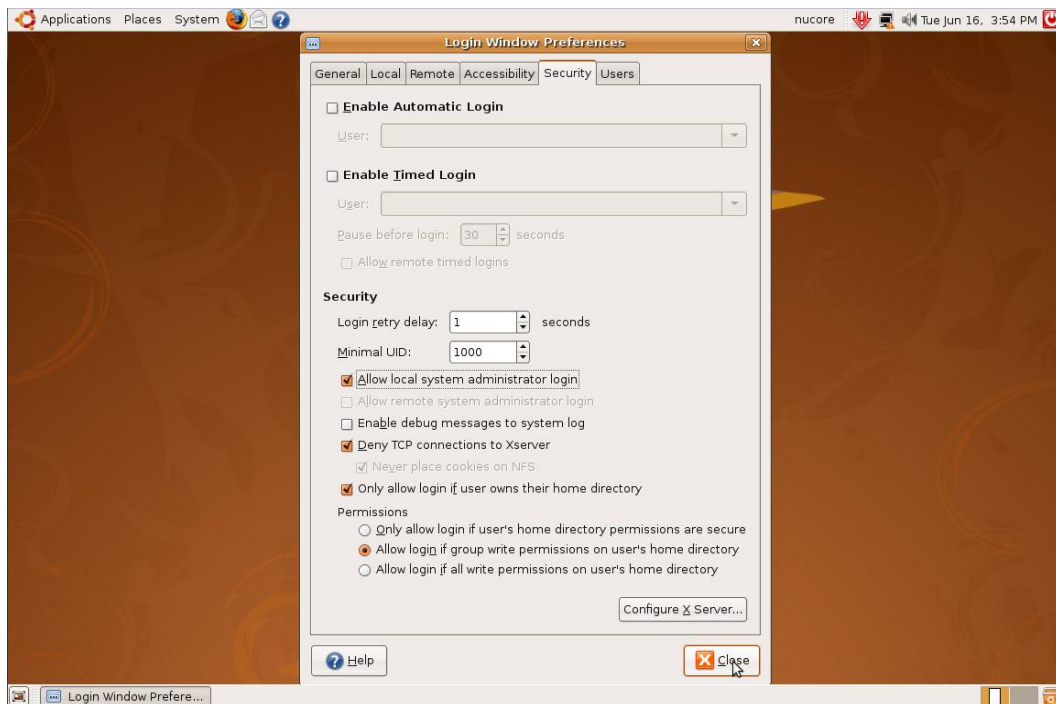 Applications Places System nucore Tue Jun 16, 3:54 PM
Login Window Preferences
General Local Remote Accessibility Security Users
Enable Automatic Login
User:
Enable Timed Login
User:
Pause before login: 30 seconds
Allow remote timed logins
Security
Login retry delay: 1 seconds
Minimal UID: 1000
Allow local system administrator login
Allow remote system administrator login
Enable debug messages to system log
Deny TCP connections to Xserver
Never place cookies on NFS
Only allow login if user owns their home directory
Permissions
Only allow login if user's home directory permissions are secure
Allow login if group write permissions on user's home directory
Allow login if all write permissions on user's home directory
Configure X Server...
Help Close
Login Window Prefere...